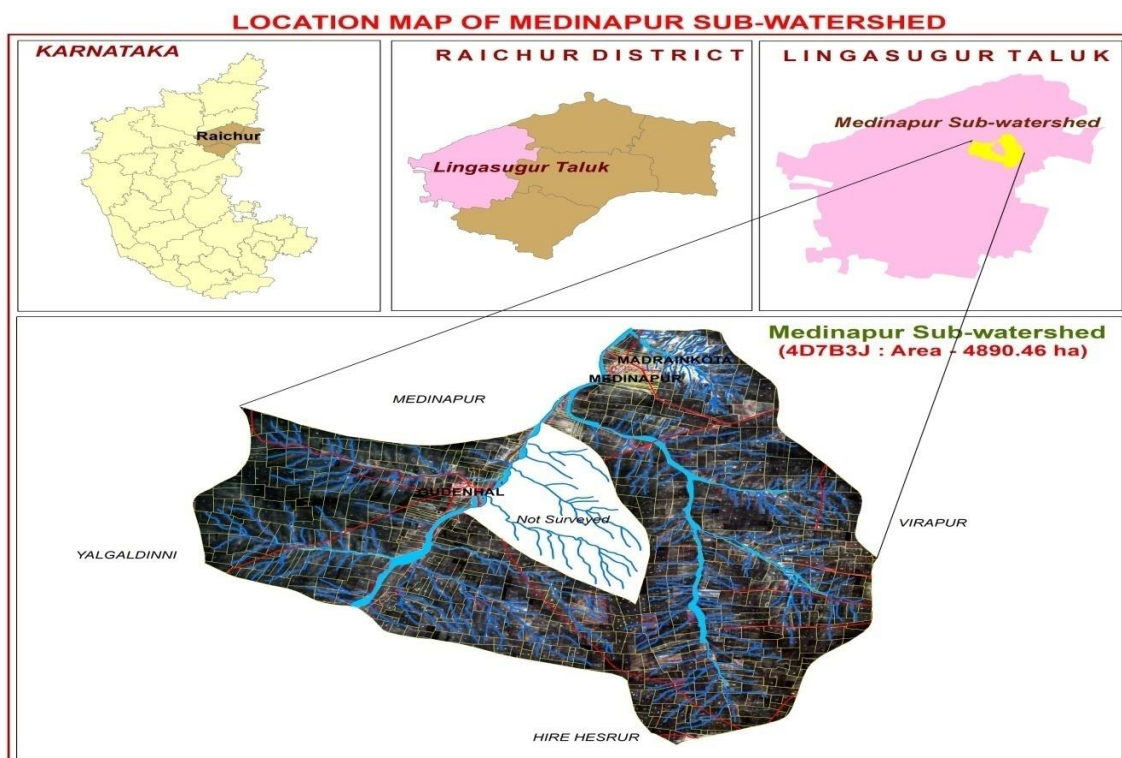 LOCATION MAP OF MEDINAPUR SUB-WATERSHED
KARNATAKA
Raichur
RAICHUR DISTRICT
Lingasugur Taluk
LINGASUGUR TALUK
Medinapur Sub-watershed
Medinapur Sub-watershed
(4D7B3J : Area - 4890.46 ha)
MADRAINKOTA
MEDINAPUR
MEDINAPUR
GUDENHAL
Not Surveyed
VIRAPUR
YALGALDINNI
HIRE HESRUR